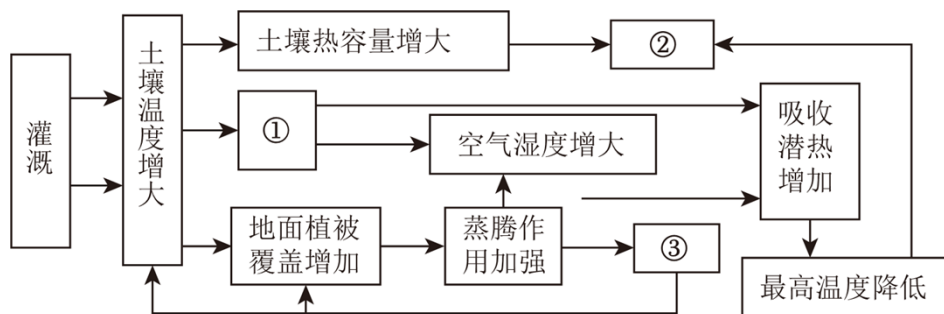 灌
溉
土
壤
温
度
增
大
土壤热容量增大
②
①
空气湿度增大
吸收
潜热
增加
地面植被
覆盖增加
蒸腾作
用加强
③
最高温度降低